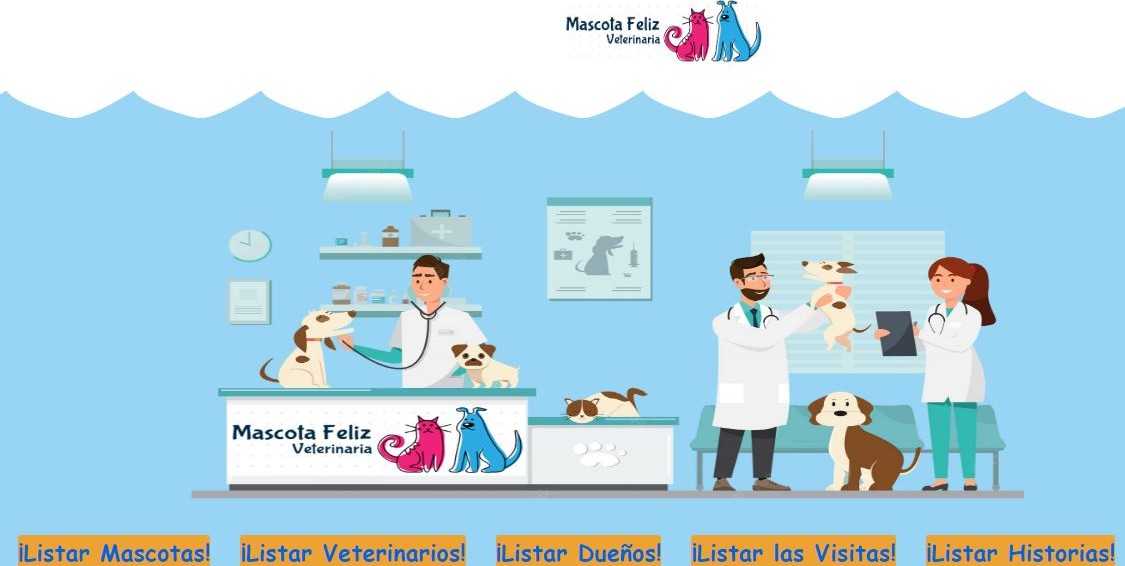 Mascota Feliz
Veterinaria
Mascota Feliz
Veterinaria
¡Listar Mascotas!
¡Listar Veterinarios!
¡Listar Dueños!
¡Listar las Visitas!
¡Listar Historias!